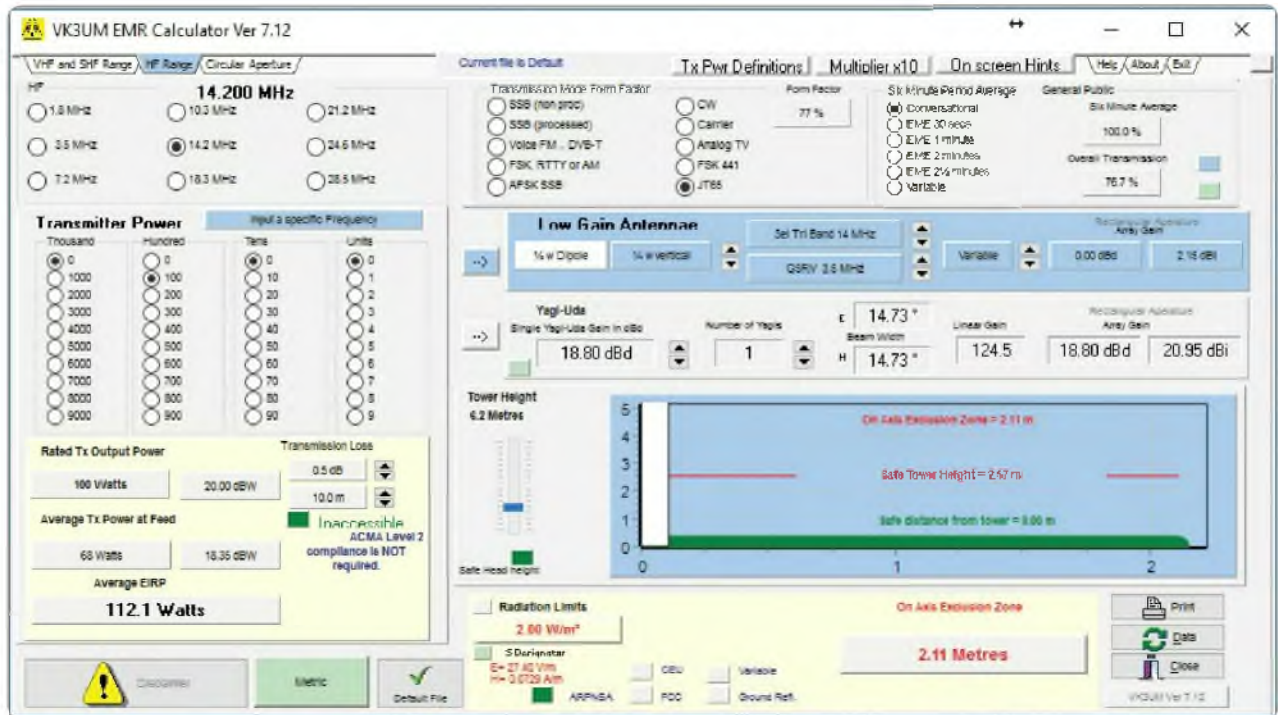 VK3UM EMR Calculator Ver 7.12
VHF and SHF Range HF Range Circular Aperture
Current file is Default
Tx Pwr Definitions Multiplier x10 On screen Hints Help About Exit
HF
14.200 MHz
1.8 MHz 10.3 MHz 21.2 MHz
3.5 MHz 14.2 MHz 24.6 MHz
7.2 MHz 18.3 MHz 28.5 MHz
Transmission Mode Form Factor
SSB (non proc) CW
SSB (processed) Carrier
Voice FM .. DVB-T Analog TV
FSK, RTTY or AM FSK 441
AFSK SSB JT65
Form Factor
77 %
Six Minute Period Average
Conversational
EME 30 secs
EME 1 minute
EME 2 minutes
EME 2½ minutes
Variable
General Public
Six Minute Average
100.0 %
Overall Transmission
76.7 %
Transmitter Power
Input a specific Frequency
Thousand Hundred Tens Units
0 0 0 0
1000 100 10 1
2000 200 20 2
3000 300 30 3
4000 400 40 4
5000 500 50 5
6000 600 60 6
7000 700 70 7
8000 800 80 8
9000 900 90 9
Low Gain Antennae
-->
¼ w vertical
Sel Tri Band 14 MHz
G5RV 3.6 MHz
Variable
Rectangular Aperature
Array Gain
0.00 dBd 2.15 dBi
Yagi-Uda
-->
Single Yagi-Uda Gain in dBd
18.80 dBd
Number of Yagis
1
E 14.73 °
Beam Width
H 14.73 °
Linear Gain
124.5
Rectangular Aperature
Array Gain
18.80 dBd 20.95 dBi
Tower Height
6.2 Metres
Safe Head height
5
4
3
2
1
0
0 1 2
On Axis Exclusion Zone = 2.11 m
Safe Tower Height = 2.57 m
Safe distance from tower = 0.00 m
Rated Tx Output Power
100 Watts 20.00 dBW
Transmission Loss
0.5 dB
10.0 m
Average Tx Power at Feed
68 Watts 18.35 dBW
Inaccessible
ACMA Level 2
compliance is NOT
required.
Average EIRP
112.1 Watts
Radiation Limits
2.00 W/m²
S Designator
E= 27.40 V/m
H= 0.0729 A/m
ARPNSA
OEU
FCC
Variable
Ground Refl.
On Axis Exclusion Zone
2.11 Metres
Print
Data
Close
VK3UM Ver 7.12
Disclaimer
Metric
Default File